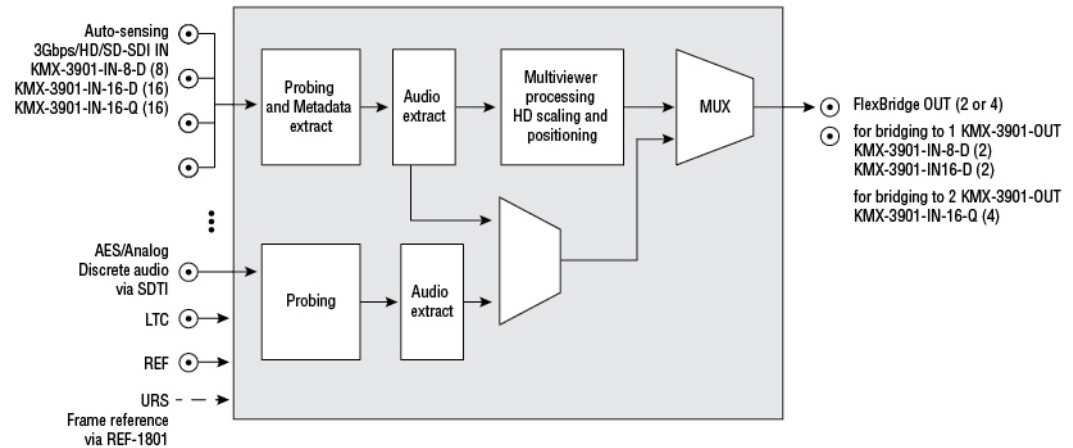 Auto-sensing
3Gbps/HD/SD-SDI IN
KMX-3901-IN-8-D (8)
KMX-3901-IN-16-D (16)
KMX-3901-IN-16-Q (16)
AES/Analog
Discrete audio
via SDTI
LTC
REF
URS
Frame reference
via REF-1801
Probing
and Metadata
extract
Audio
extract
Multiviewer
processing
HD scaling and
positioning
MUX
Probing
Audio
extract
FlexBridge OUT (2 or 4)
for bridging to 1 KMX-3901-OUT
KMX-3901-IN-8-D (2)
KMX-3901-IN16-D (2)
for bridging to 2 KMX-3901-OUT
KMX-3901-IN-16-Q (4)